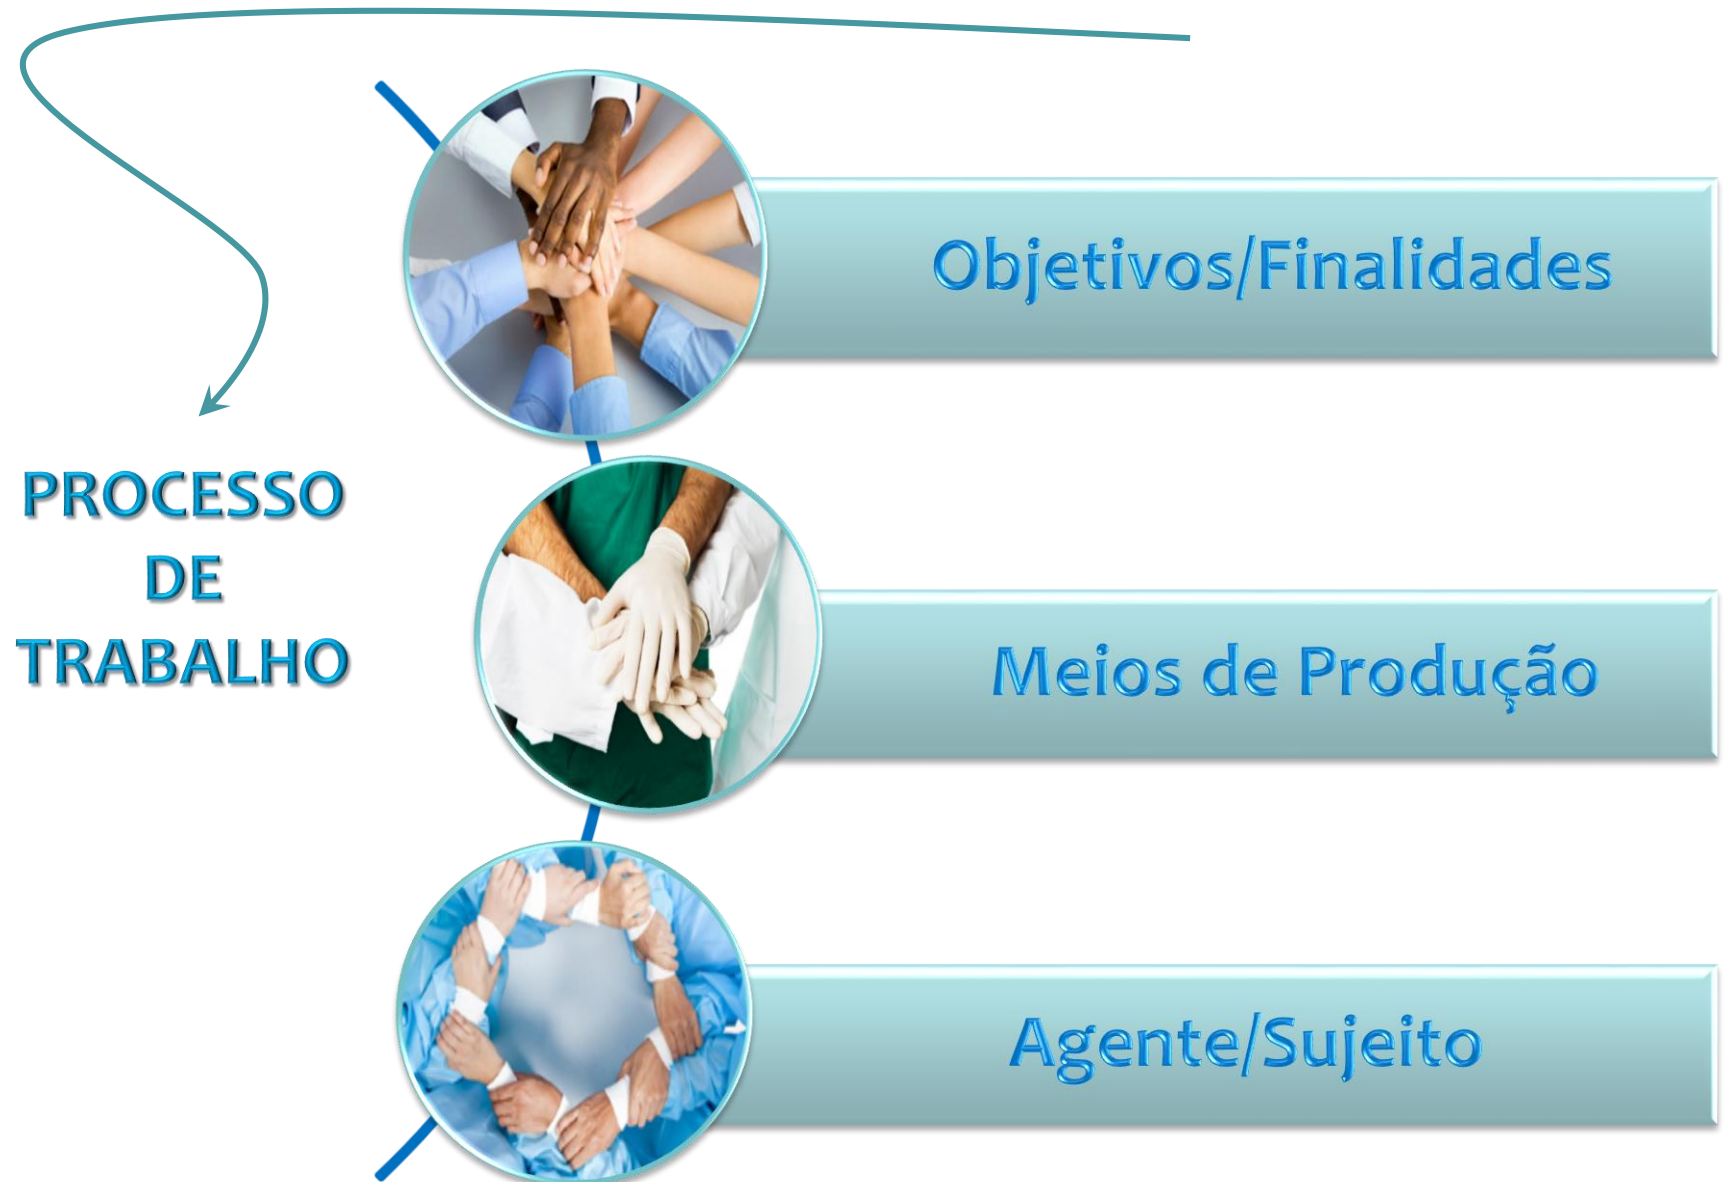 PROCESSO
DE
TRABALHO
Objetivos/Finalidades
Meios de Produção
Agente/Sujeito